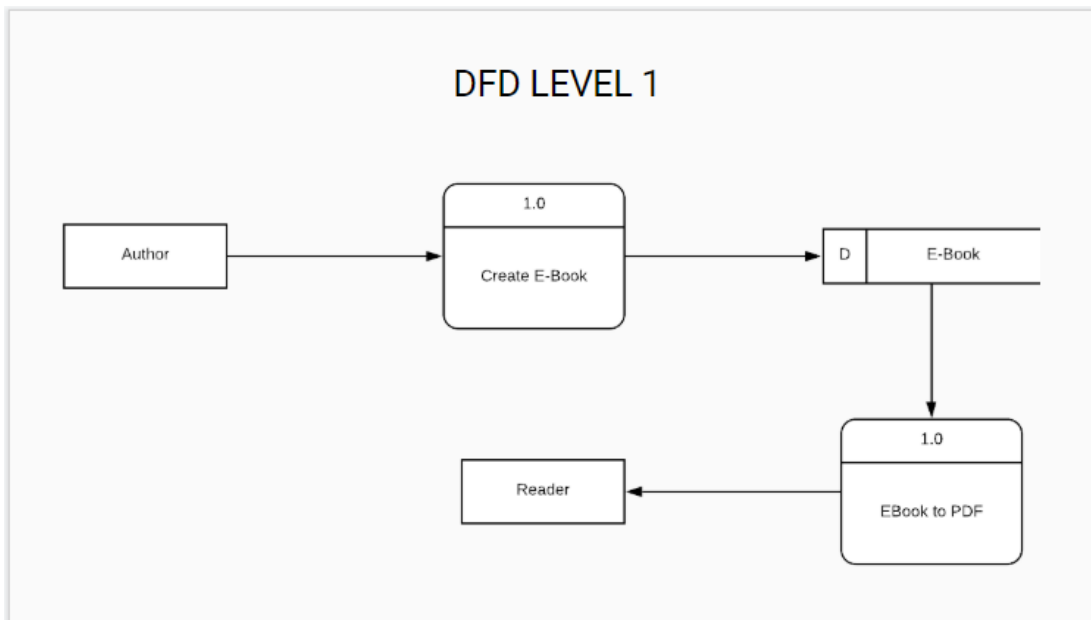 DFD LEVEL 1
1.0
Author
Create E-Book
D
E-Book
1.0
Reader
EBook to PDF